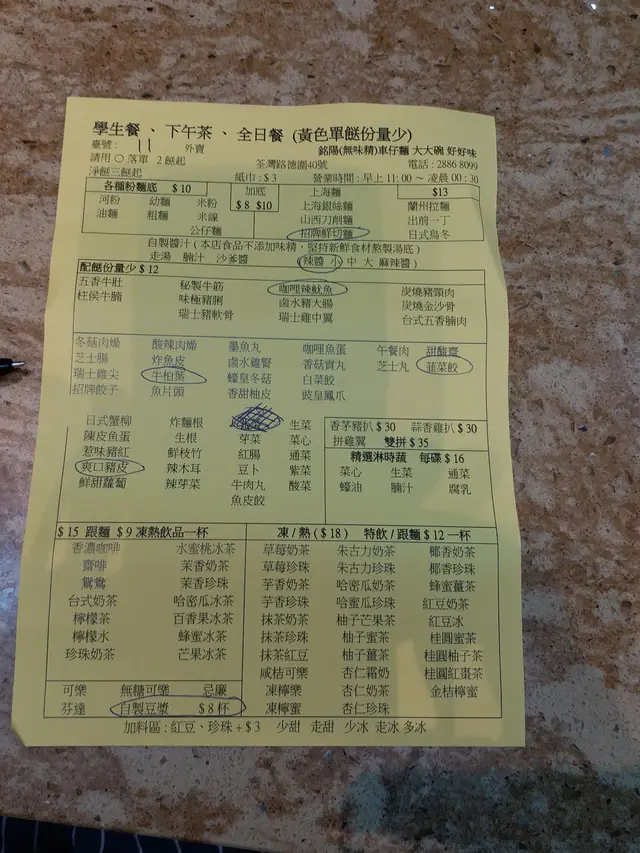 學生餐、下午茶、全日餐 (黃色單餸份量少)
臺號: 11 外賣 銘陽(無味精)車仔麵 大大碗 好好味
請用 ○ 落單 2 餸起 荃灣路德圍40號 電話 : 2886 8099
淨餸三餸起 紙巾 : $ 3 營業時間 : 早上 11: 00 ~ 凌晨 00 : 30
各種粉麵底 $ 10 加底 上海麵 $13
河粉 幼麵 米粉 $ 8 $10 上海銀絲麵 蘭州拉麵
油麵 粗麵 米線 山西刀削麵 出前一丁
公仔麵 招牌鮮切麵 日式烏冬
自製醬汁 ( 本店食品不添加味精 , 堅持新鮮食材熬製湯底 )
走湯 腩汁 沙爹醬 (辣醬 小 中 大 麻辣醬 )
配餸份量少 $ 12
五香牛肚 秘製牛筋 咖哩辣魷魚 炭燒豬頸肉
柱侯牛腩 味極豬脷 鹵水豬大腸 炭燒金沙骨
瑞士豬軟骨 瑞士雞中翼 台式五香腩肉
冬菇肉燥 酸辣肉燥 墨魚丸 咖哩魚蛋 午餐肉 甜酸齋
芝士腸 炸魚皮 鹵水雞腎 香菇貢丸 芝士丸 韮菜餃
瑞士雞尖 牛柏葉 蠔皇冬菇 白菜餃
招牌餃子 魚片頭 香甜柚皮 豉皇鳳爪
日式蟹柳 炸麵根 生菜 香茅豬扒 $ 30 蒜香雞扒 $ 30
陳皮魚蛋 生根 芽菜 菜心 拼雞翼 雙拼 $ 35
惹味豬紅 鮮枝竹 紅腸 通菜 精選淋時蔬 每碟 $ 16
爽口豬皮 辣木耳 豆卜 紫菜 菜心 生菜 通菜
鮮甜蘿蔔 辣芽菜 牛肉丸 酸菜 蠔油 腩汁 腐乳
魚皮餃
$ 15 跟麵 $ 9 凍熱飲品一杯 凍 / 熱 ( $ 18) 特飲 / 跟麵 $ 12 一杯
香濃咖啡 水蜜桃冰茶 草莓奶茶 朱古力奶茶 椰香奶茶
齋啡 茉香奶茶 草莓珍珠 朱古力珍珠 椰香珍珠
鴛鴦 茉香珍珠 芋香奶茶 哈蜜瓜奶茶 蜂蜜薑茶
台式奶茶 哈密瓜冰茶 芋香珍珠 哈蜜瓜珍珠 紅豆奶茶
檸檬茶 百香果冰茶 抹茶奶茶 柚子芒果茶 紅豆冰
檸檬水 蜂蜜冰茶 抹茶珍珠 柚子蜜茶 桂圓蜜茶
珍珠奶茶 芒果冰茶 抹茶紅豆 柚子薑茶 桂圓柚子茶
咸桔可樂 杏仁霜奶 桂圓紅棗茶
可樂 無糖可樂 忌廉 凍檸樂 杏仁奶茶 金桔檸蜜
芬達 自製豆漿 $ 8 杯 凍檸蜜 杏仁珍珠
加料區 : 紅豆、珍珠 + $ 3 少甜 走甜 少冰 走冰 多冰